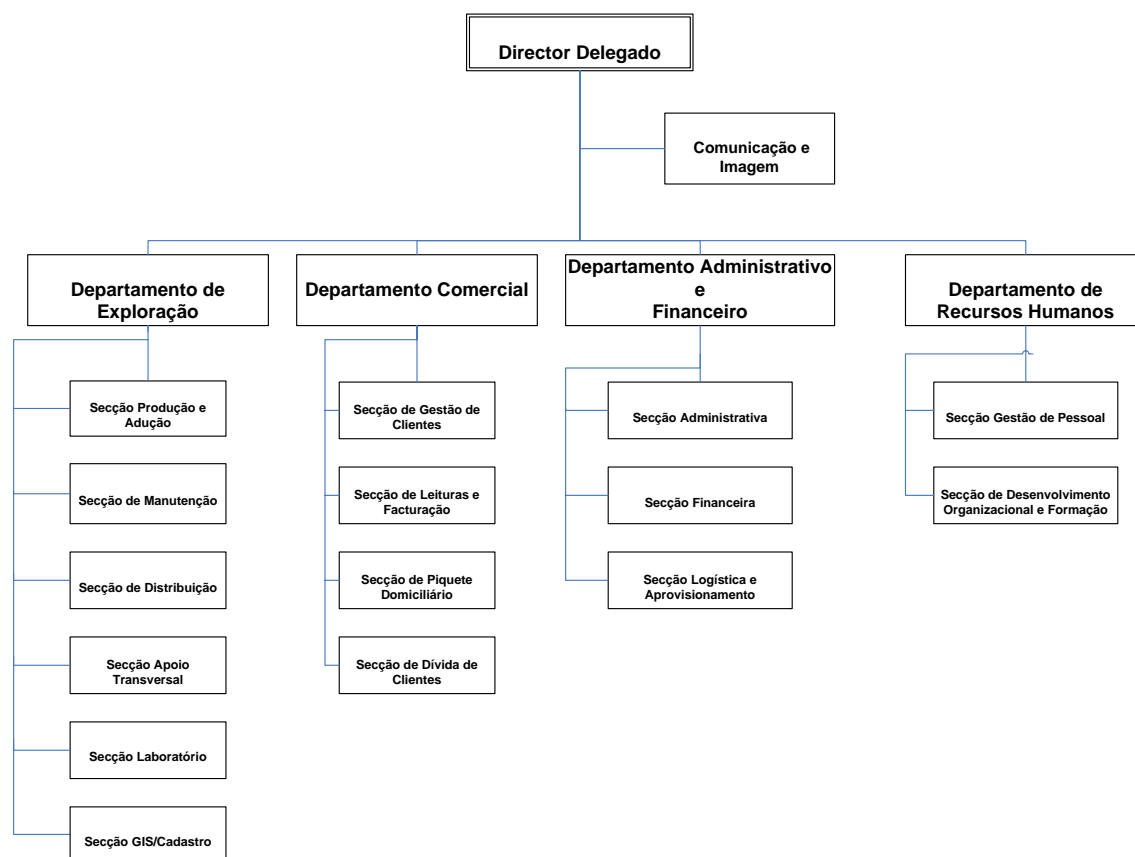 Director Delegado
Comunicação e
Imagem
Departamento de
Exploração
Departamento Comercial
Departamento Administrativo
e
Financeiro
Departamento de
Recursos Humanos
Secção Produção e
Adução
Secção de Gestão de
Clientes
Secção Administrativa
Secção Gestão de Pessoal
Secção de Manutenção
Secção de Leituras e
Facturação
Secção Financeira
Secção de Desenvolvimento
Organizacional e Formação
Secção de Distribuição
Secção de Piquete
Domiciliário
Secção Logística e
Aprovisionamento
Secção Apoio
Transversal
Secção de Dívida de
Clientes
Secção Laboratório
Secção GIS/Cadastro